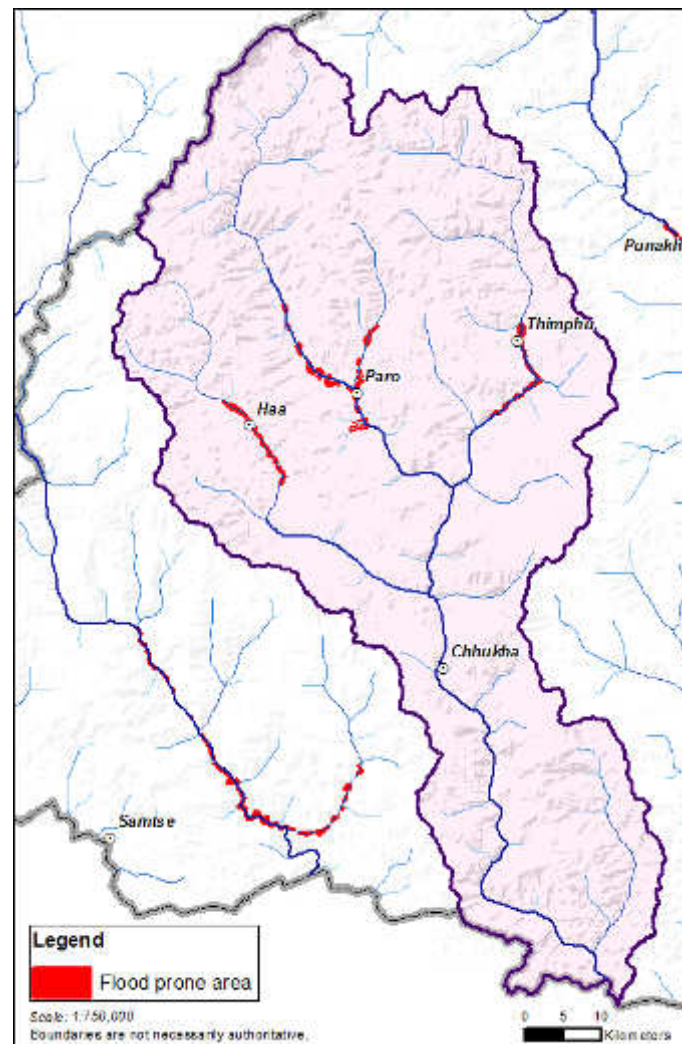 Punakh
Thimphu
Paro
Haa
Chhukha
Samtse
Legend
Flood prone area
Scale: 1:750,000
Boundaries are not necessarily authoritative.
0 5 10
Kilometers